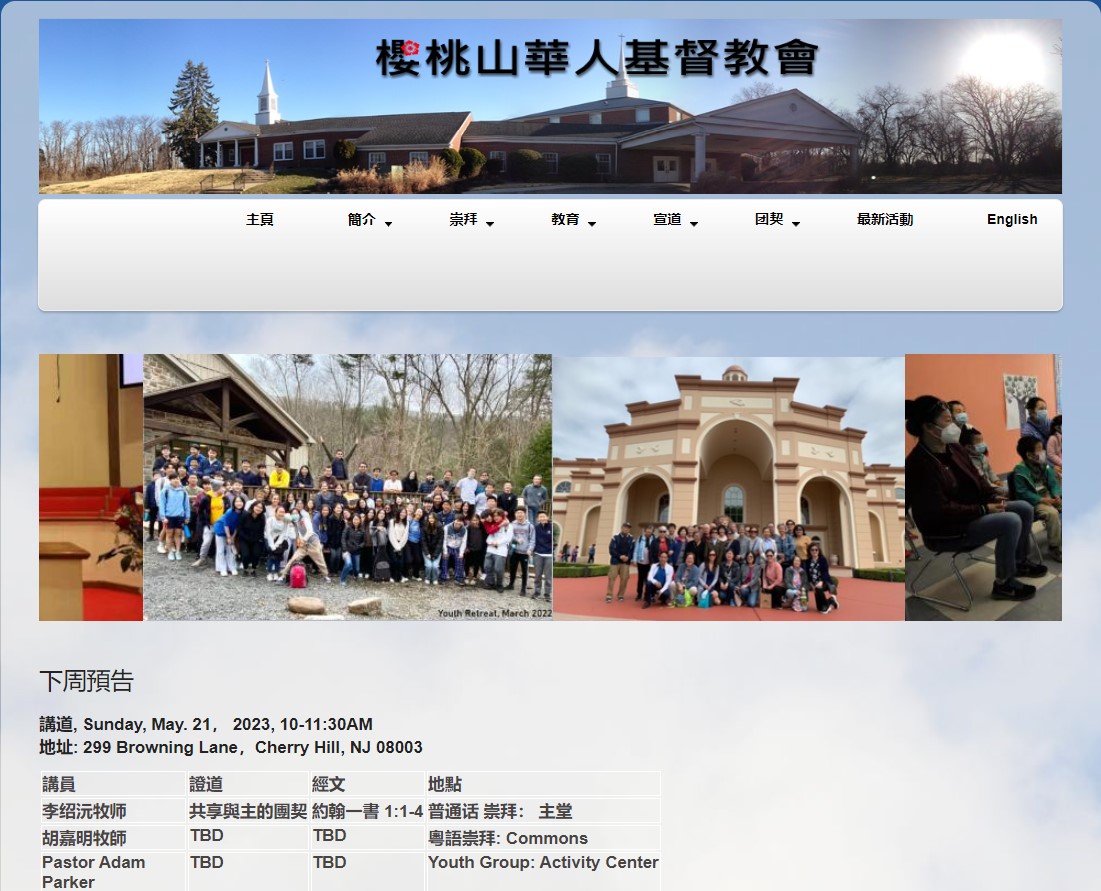 櫻桃山華人基督教會
主頁 簡介 崇拜 教育 宣道 团契 最新活動 English
Youth Retreat, March 2022
下周預告
講道, Sunday, May. 21， 2023, 10-11:30AM
地址: 299 Browning Lane，Cherry Hill, NJ 08003
講員 證道 經文 地點
李绍沅牧师 共享與主的團契 約翰一書 1:1-4 普通话 崇拜： 主堂
胡嘉明牧師 TBD TBD 粵語崇拜: Commons
Pastor Adam Parker TBD TBD Youth Group: Activity Center